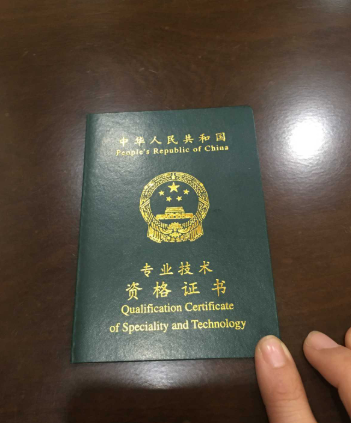 中华人民共和国
People's Republic of China
专业技术
资格证书
Qualification Certificate
of Speciality and Technology